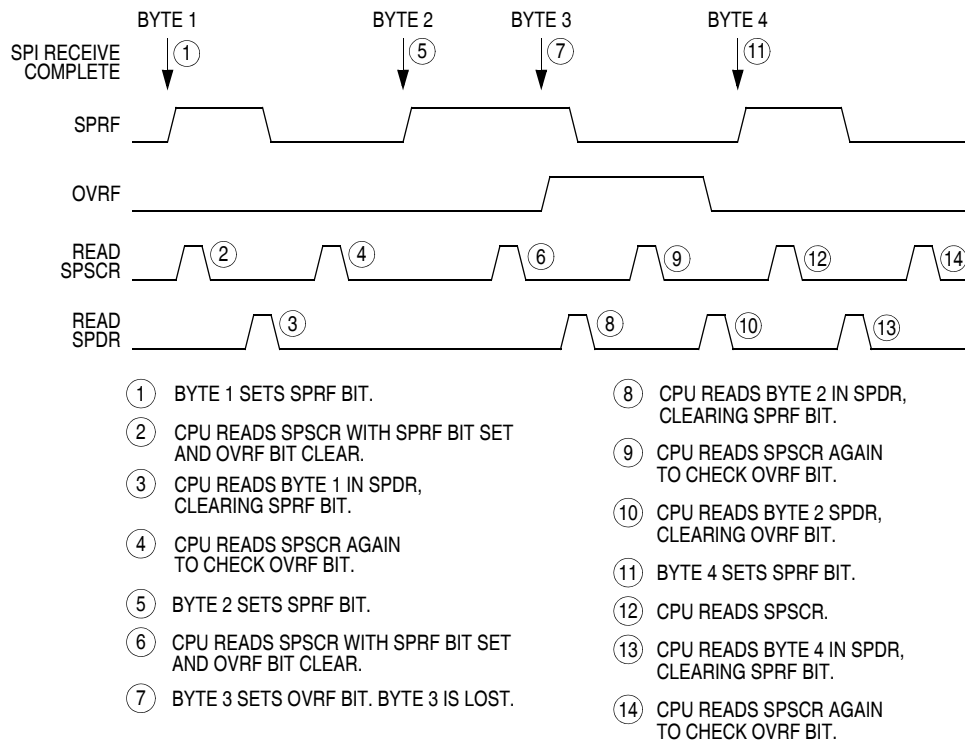 BYTE 1 BYTE 2 BYTE 3 BYTE 4
SPI RECEIVE
COMPLETE
1 5 7 11
SPRF
OVRF
READ
SPSCR
2 4 6 9 12 14
READ
SPDR
3 8 10 13
1 BYTE 1 SETS SPRF BIT.
2 CPU READS SPSCR WITH SPRF BIT SET
AND OVRF BIT CLEAR.
3 CPU READS BYTE 1 IN SPDR,
CLEARING SPRF BIT.
4 CPU READS SPSCR AGAIN
TO CHECK OVRF BIT.
5 BYTE 2 SETS SPRF BIT.
6 CPU READS SPSCR WITH SPRF BIT SET
AND OVRF BIT CLEAR.
7 BYTE 3 SETS OVRF BIT. BYTE 3 IS LOST.
8 CPU READS BYTE 2 IN SPDR,
CLEARING SPRF BIT.
9 CPU READS SPSCR AGAIN
TO CHECK OVRF BIT.
10 CPU READS BYTE 2 SPDR,
CLEARING OVRF BIT.
11 BYTE 4 SETS SPRF BIT.
12 CPU READS SPSCR.
13 CPU READS BYTE 4 IN SPDR,
CLEARING SPRF BIT.
14 CPU READS SPSCR AGAIN
TO CHECK OVRF BIT.